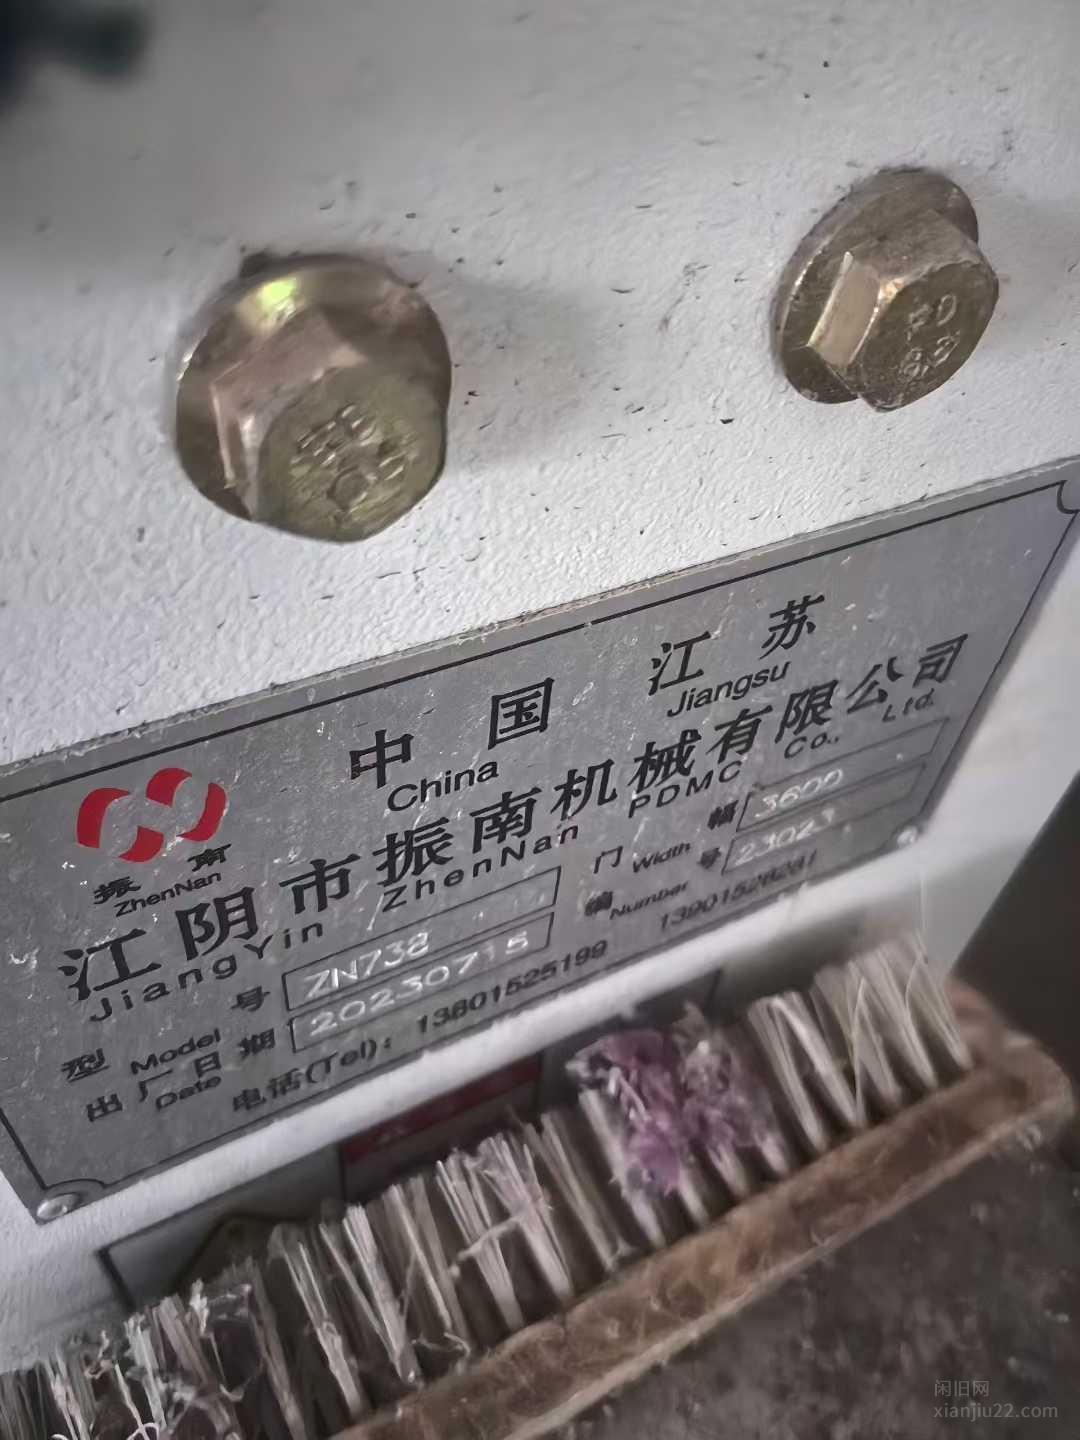 中国 江苏
China Jiangsu
振南
ZhenNan
江阴市振南机械有限公司
JiangYin ZhenNan PDMC Co., Ltd.
型号 ZN738 门幅 3600
Model Width
出厂日期 20230715 编号 23023
Date Number
电话(Tel): 13801525199
8.8
闲旧网
xianjiu22.com